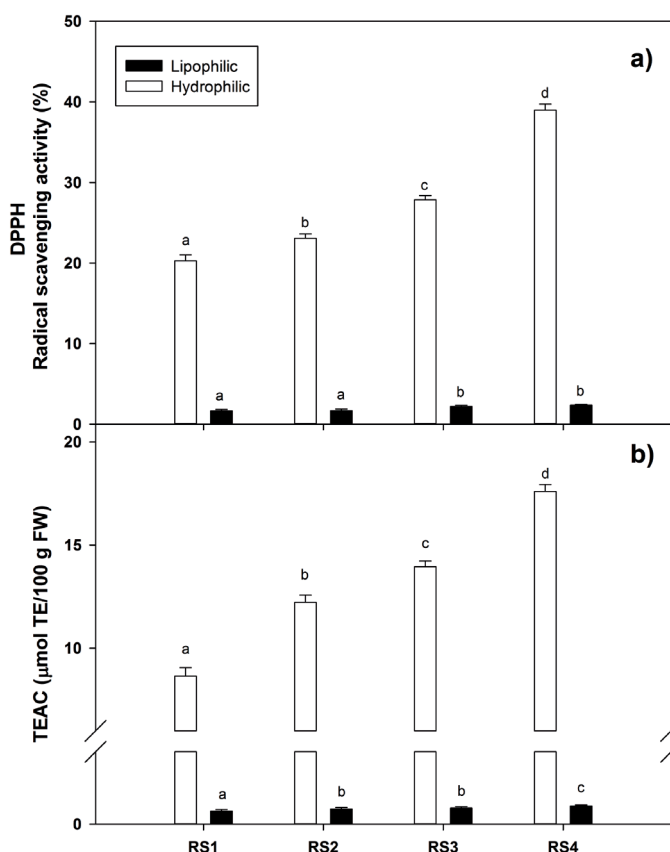 50
a)
Lipophilic
Hydrophilic
40
30
20
10
0
DPPH
Radical scavenging activity (%)
a
b
c
d
a
a
b
b
20
b)
15
10
0
TEAC (μmol TE/100 g FW)
a
b
c
d
a
b
b
c
RS1 RS2 RS3 RS4